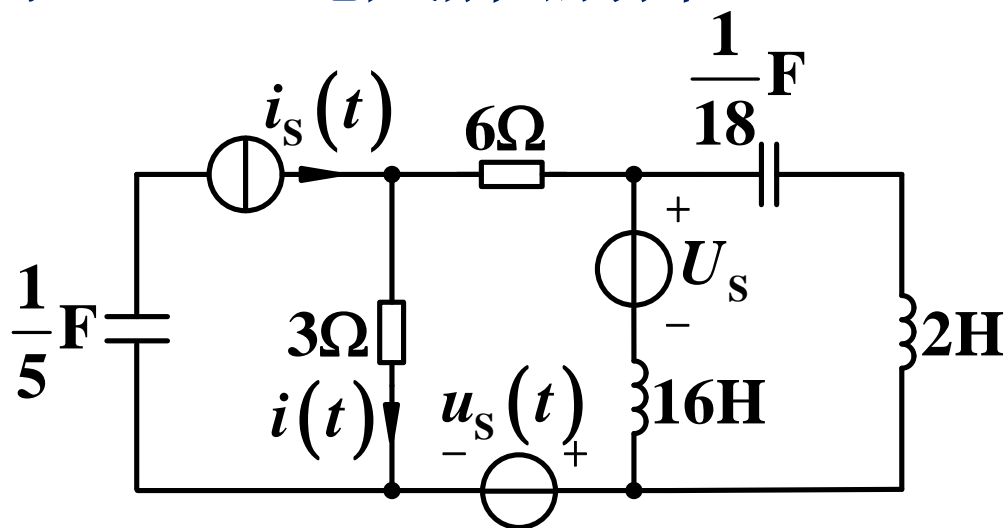 i_S(t)
6Ω
1/18 F
+
U_S
−
1/5 F
3Ω
2H
i(t)
− u_S(t) +
16H